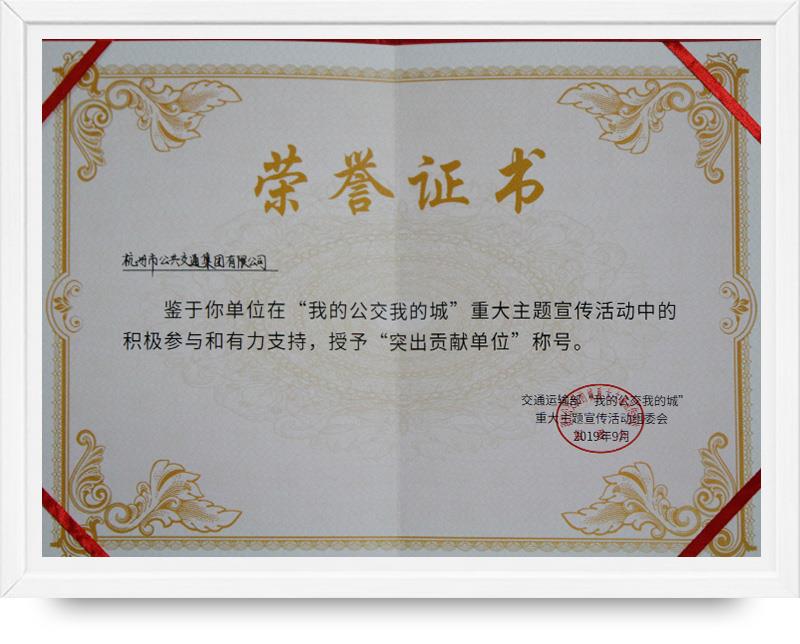 荣誉证书
杭州市公共交通集团有限公司
鉴于你单位在“我的公交我的城”重大主题宣传活动中的
积极参与和有力支持，授予“突出贡献单位”称号。
交通运输部“我的公交我的城”
重大主题宣传活动组委会
2019年9月